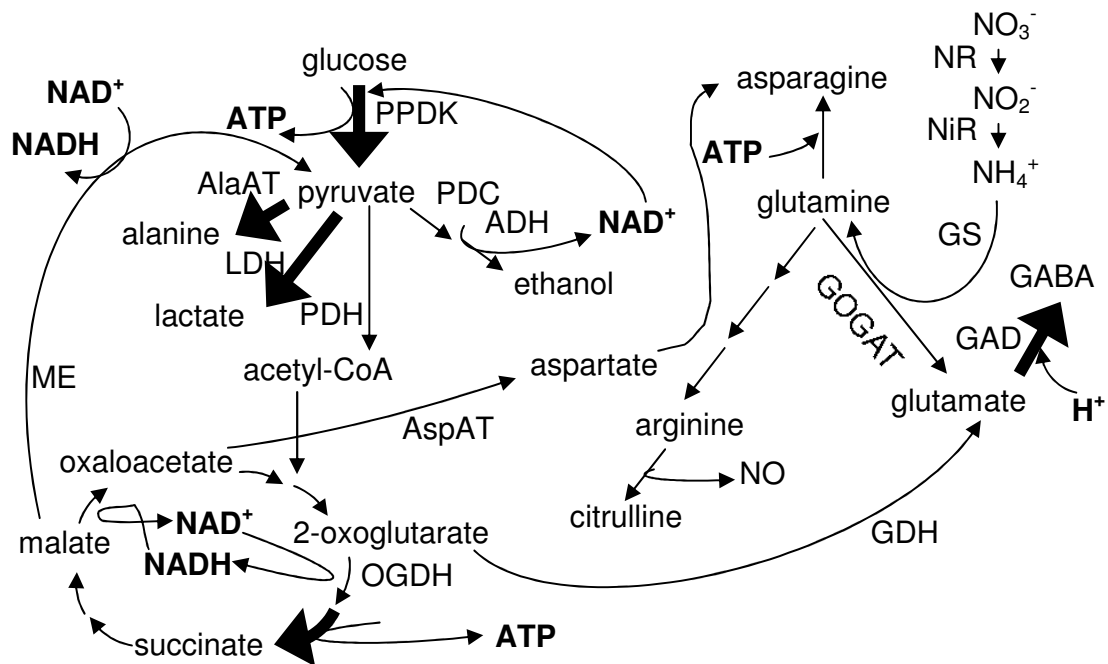 NO₃⁻
glucose
NR
NAD⁺
asparagine
NO₂⁻
ATP
PPDK
NADH
NiR
ATP
NH₄⁺
AlaAT
pyruvate
PDC
glutamine
alanine
ADH
NAD⁺
GS
LDH
ethanol
GABA
lactate
PDH
GOGAT
GAD
acetyl-CoA
aspartate
ME
glutamate
H⁺
AspAT
arginine
oxaloacetate
NO
NAD⁺
citrulline
malate
2-oxoglutarate
GDH
NADH
OGDH
succinate
ATP